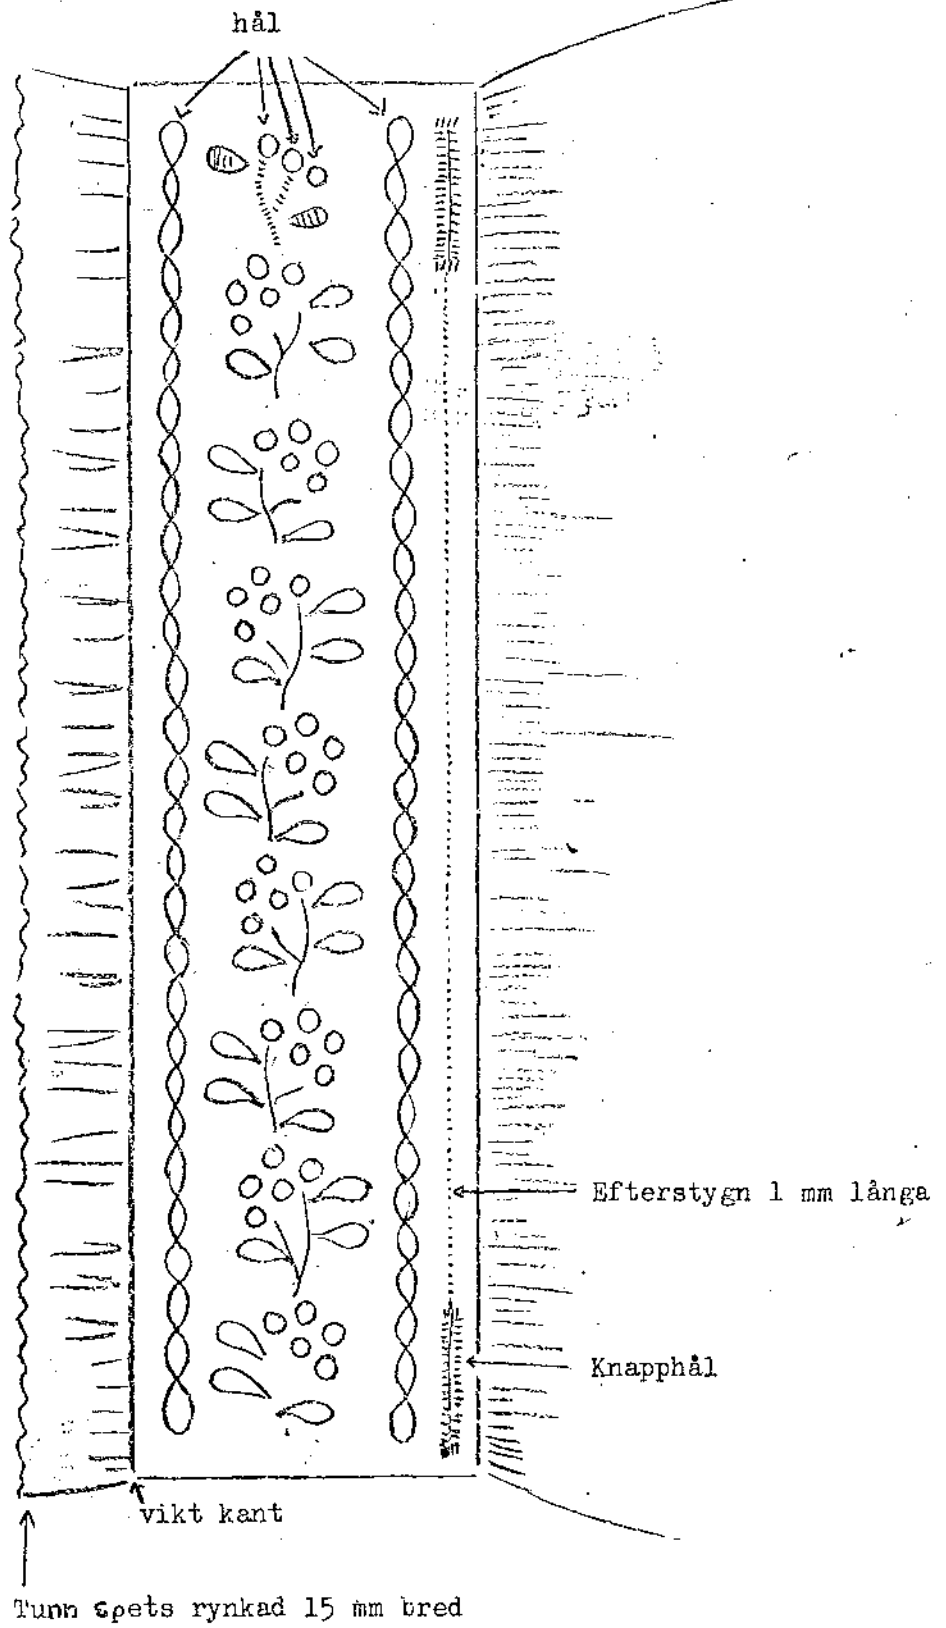 hål
Efterstygn 1 mm långa
Knapphål
vikt kant
Tunn spets rynkad 15 mm bred